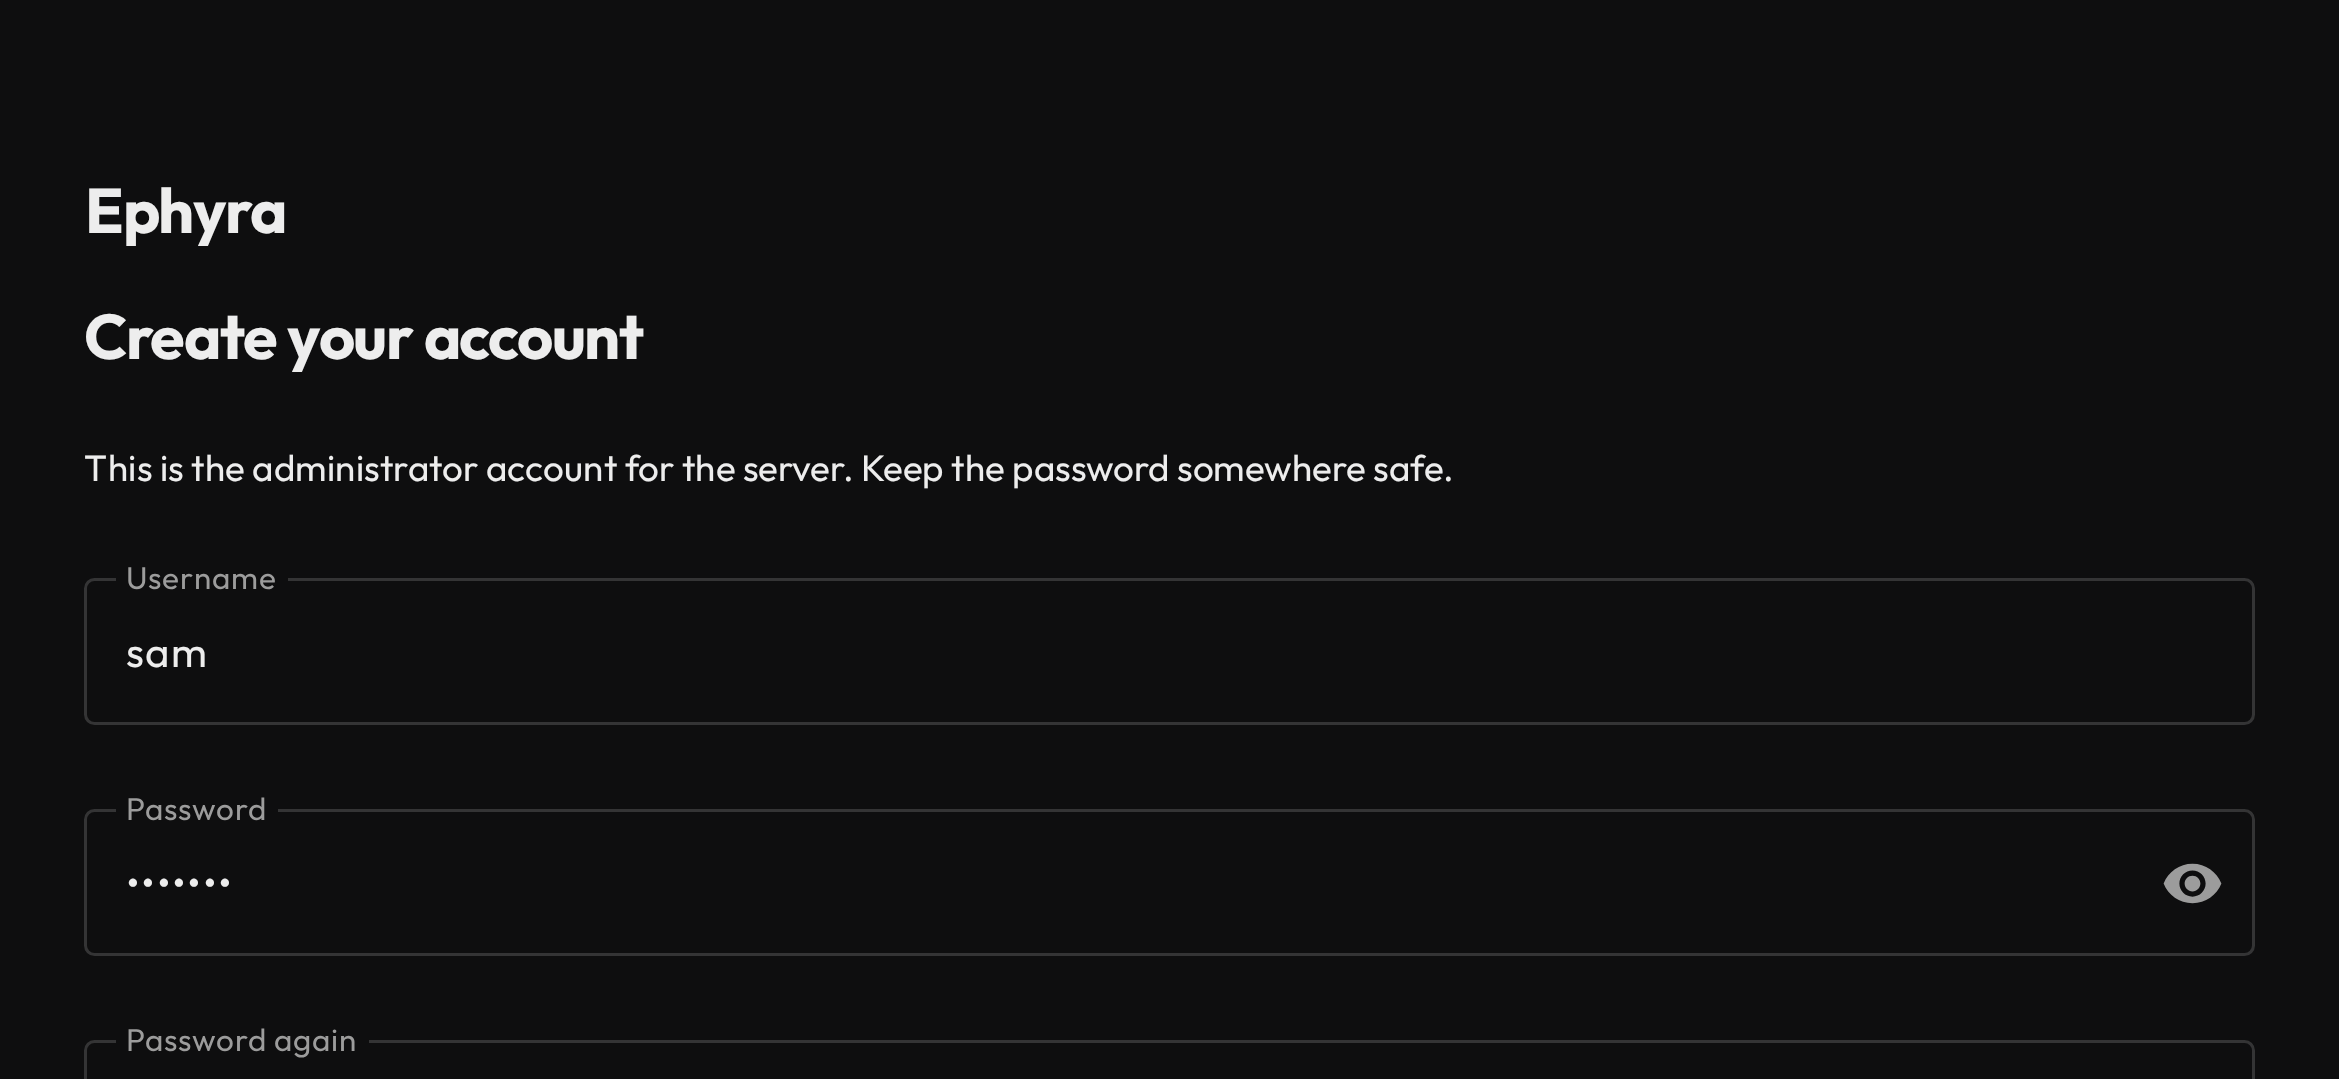 Ephyra
Create your account
This is the administrator account for the server. Keep the password somewhere safe.
Username
sam
Password
•••••••
Password again